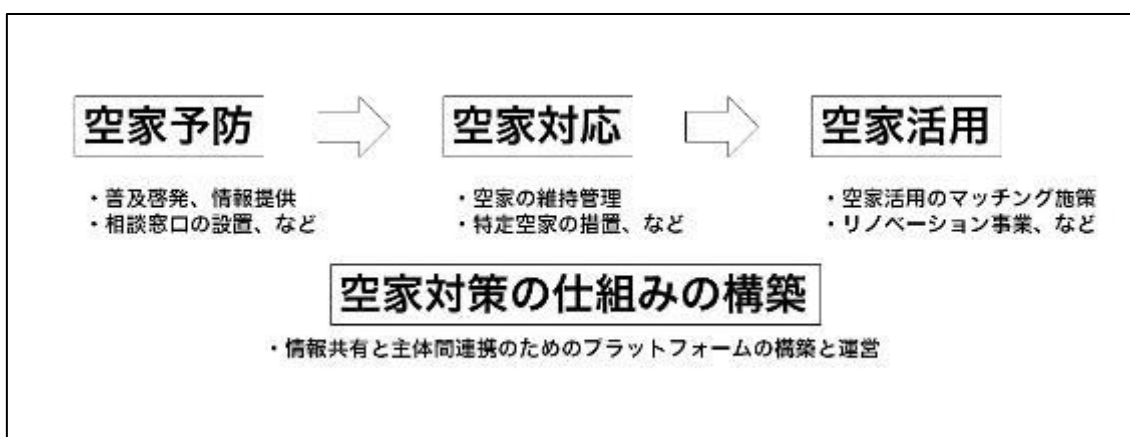 空家予防
空家対応
空家活用
・普及啓発、情報提供
・相談窓口の設置、など
・空家の維持管理
・特定空家の措置、など
・空家活用のマッチング施策
・リノベーション事業、など
空家対策の仕組みの構築
・情報共有と主体間連携のためのプラットフォームの構築と運営